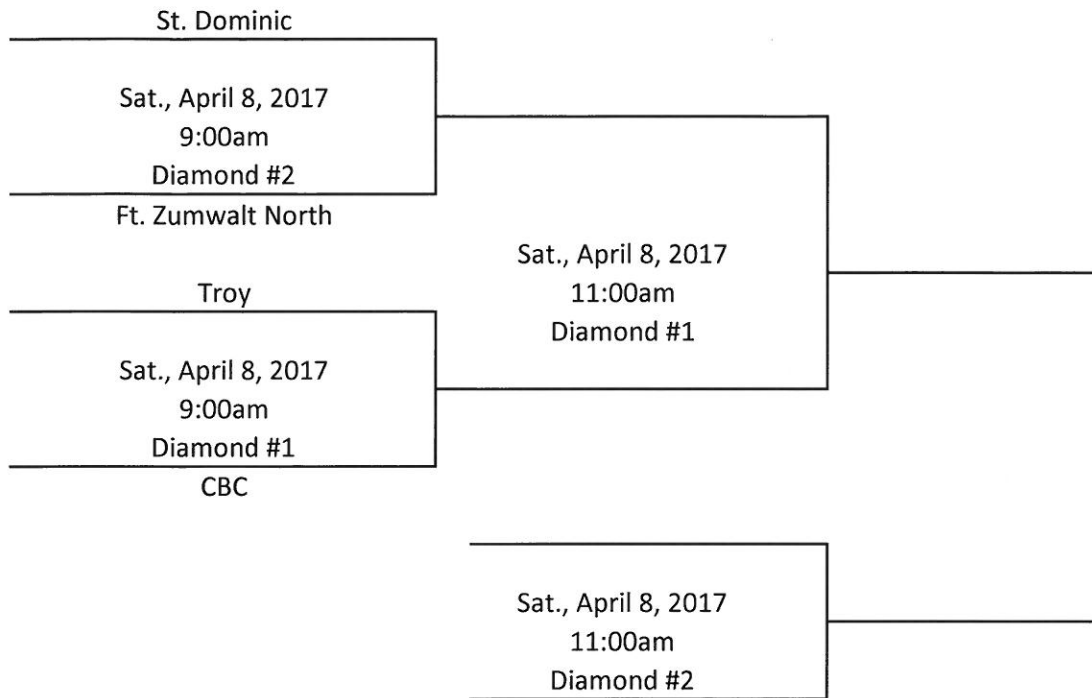 St. Dominic
Sat., April 8, 2017
9:00am
Diamond #2
Ft. Zumwalt North
Sat., April 8, 2017
11:00am
Diamond #1
Troy
Sat., April 8, 2017
9:00am
Diamond #1
CBC
Sat., April 8, 2017
11:00am
Diamond #2